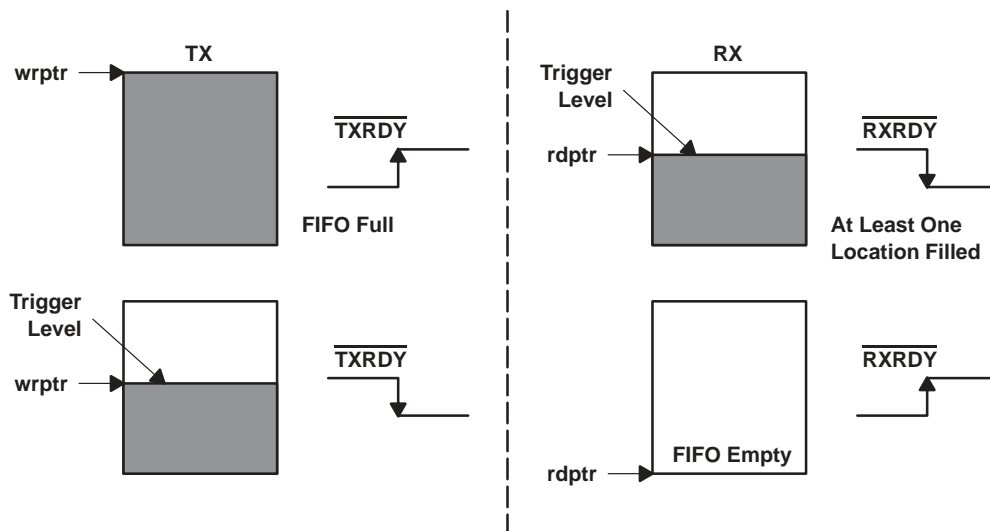 TX
wrptr
TXRDY
FIFO Full
Trigger
Level
wrptr
TXRDY
RX
Trigger
Level
rdptr
RXRDY
At Least One
Location Filled
RXRDY
FIFO Empty
rdptr